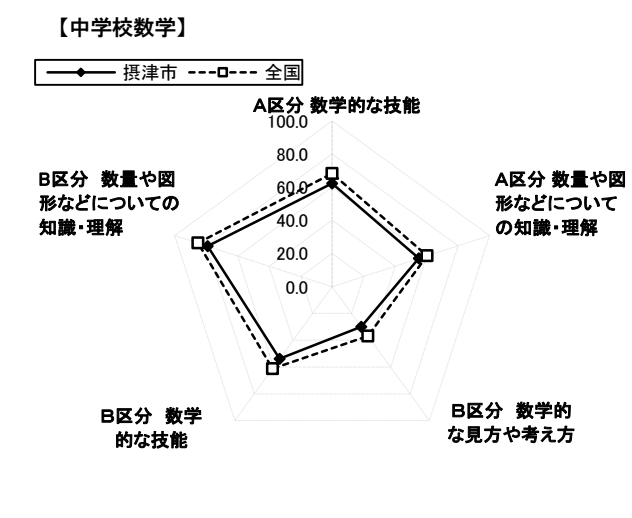 【中学校数学】
摂津市 全国
A区分 数学的な技能
100.0
80.0
60.0
40.0
20.0
0.0
B区分 数量や図
形などについての
知識・理解
A区分 数量や図
形などについて
の知識・理解
B区分 数学
的な技能
B区分 数学的
な見方や考え方